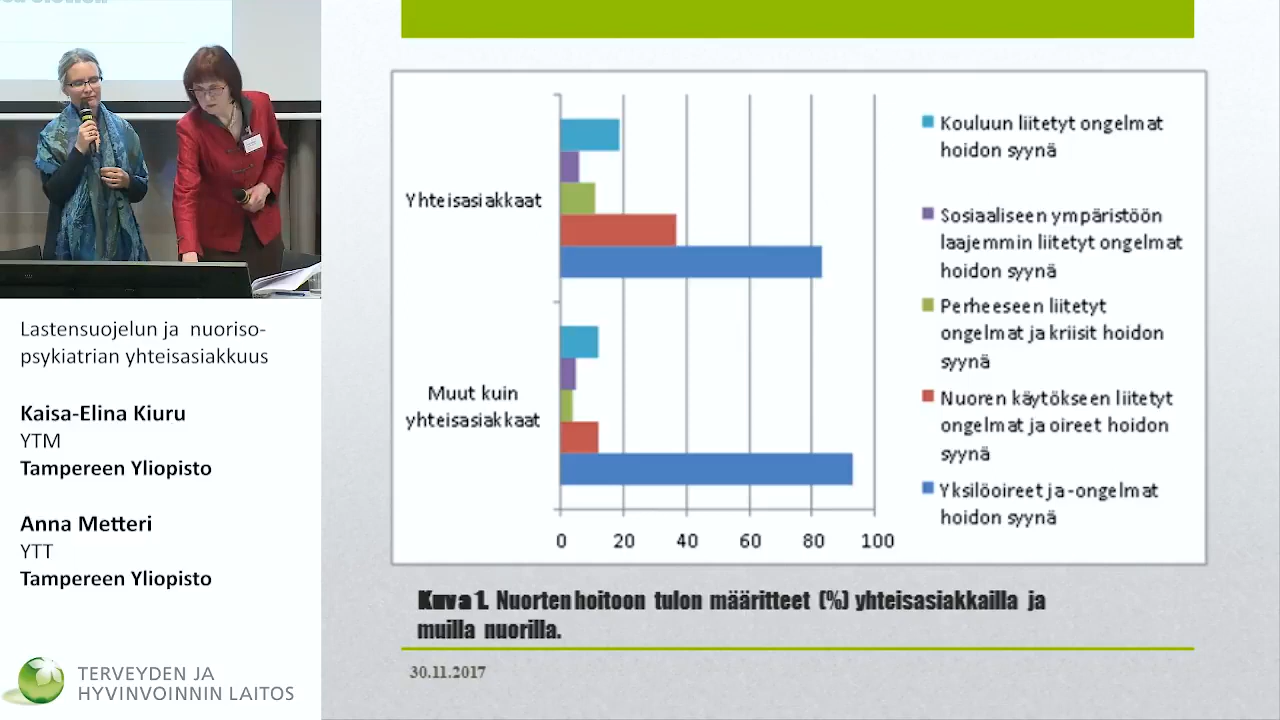 Lastensuojelun ja nuoriso-
psykiatrian yhteisasiakkuus
Kaisa-Elina Kiuru
YTM
Tampereen Yliopisto
Anna Metteri
YTT
Tampereen Yliopisto
TERVEYDEN JA
HYVINVOINNIN LAITOS
Yhteisasiakkaat
Muut kuin
yhteisasiakkaat
0 20 40 60 80 100
Kouluun liitetyt ongelmat
hoidon syynä
Sosiaaliseen ympäristöön
laajemmin liitetyt ongelmat
hoidon syynä
Perheeseen liitetyt
ongelmat ja kriisit hoidon
syynä
Nuoren käytökseen liitetyt
ongelmat ja oireet hoidon
syynä
Yksilöoireet ja -ongelmat
hoidon syynä
Kuva 1. Nuorten hoitoon tulon määritteet (%) yhteisasiakkailla ja
muilla nuorilla.
30.11.2017